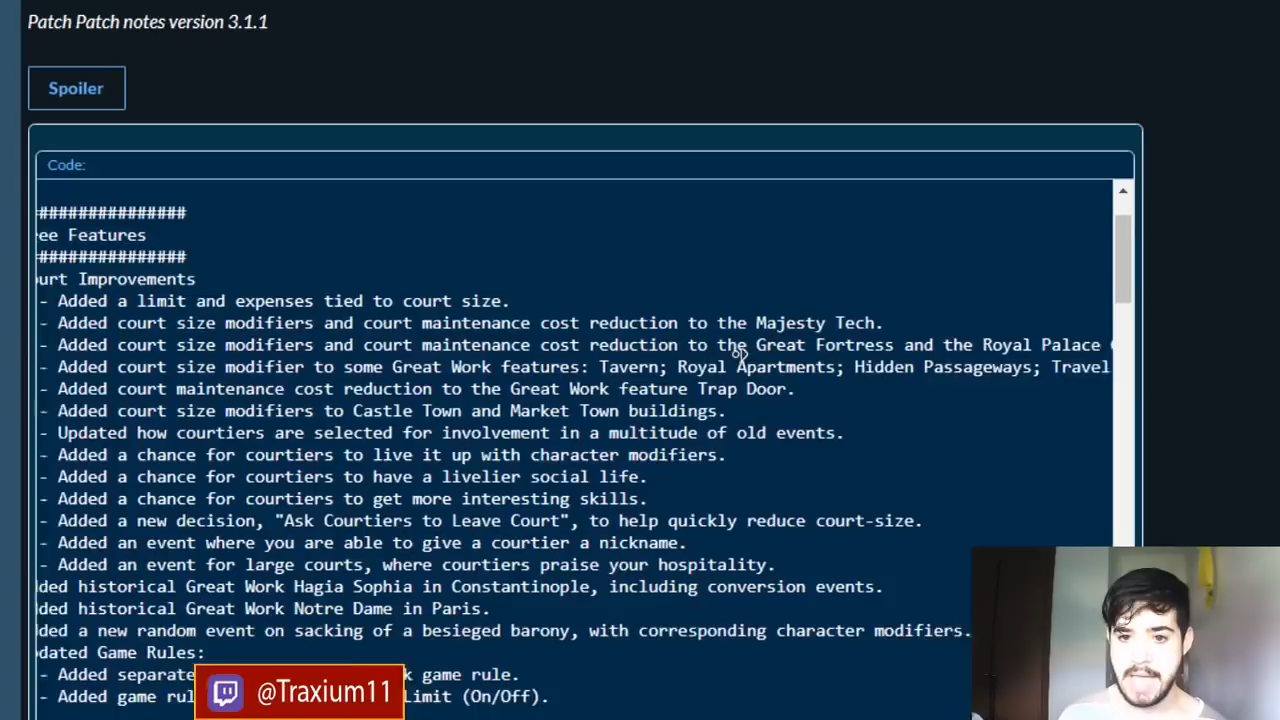 Patch Patch notes version 3.1.1
Spoiler
Code:
###############
ee Features
###############
urt Improvements
- Added a limit and expenses tied to court size.
- Added court size modifiers and court maintenance cost reduction to the Majesty Tech.
- Added court size modifiers and court maintenance cost reduction to the Great Fortress and the Royal Palace
- Added court size modifier to some Great Work features: Tavern; Royal Apartments; Hidden Passageways; Travel
- Added court maintenance cost reduction to the Great Work feature Trap Door.
- Added court size modifiers to Castle Town and Market Town buildings.
- Updated how courtiers are selected for involvement in a multitude of old events.
- Added a chance for courtiers to live it up with character modifiers.
- Added a chance for courtiers to have a livelier social life.
- Added a chance for courtiers to get more interesting skills.
- Added a new decision, "Ask Courtiers to Leave Court", to help quickly reduce court-size.
- Added an event where you are able to give a courtier a nickname.
- Added an event for large courts, where courtiers praise your hospitality.
ded historical Great Work Hagia Sophia in Constantinople, including conversion events.
ded historical Great Work Notre Dame in Paris.
ded a new random event on sacking of a besieged barony, with corresponding character modifiers.
dated Game Rules:
- Added separate k game rule.
- Added game rul Limit (On/Off).
@Traxium11